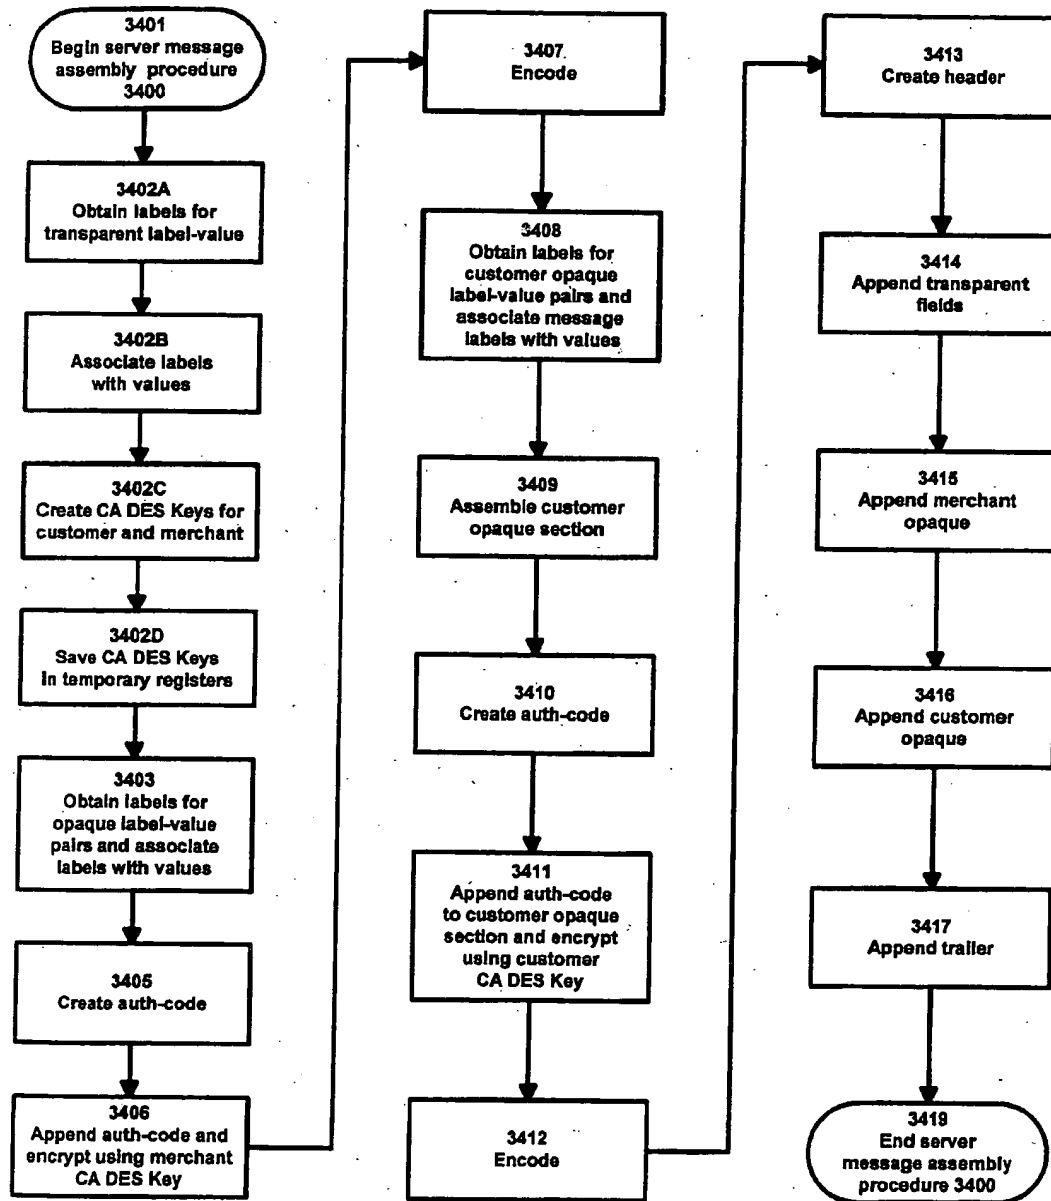 3401
Begin server message
assembly procedure
3400
3402A
Obtain labels for
transparent label-value
3402B
Associate labels
with values
3402C
Create CA DES Keys for
customer and merchant
3402D
Save CA DES Keys
in temporary registers
3403
Obtain labels for
opaque label-value
pairs and associate
labels with values
3405
Create auth-code
3406
Append auth-code and
encrypt using merchant
CA DES Key
3407
Encode
3408
Obtain labels for
customer opaque
label-value pairs and
associate message
labels with values
3409
Assemble customer
opaque section
3410
Create auth-code
3411
Append auth-code
to customer opaque
section and encrypt
using customer
CA DES Key
3412
Encode
3413
Create header
3414
Append transparent
fields
3415
Append merchant
opaque
3416
Append customer
opaque
3417
Append trailer
3419
End server
message assembly
procedure 3400